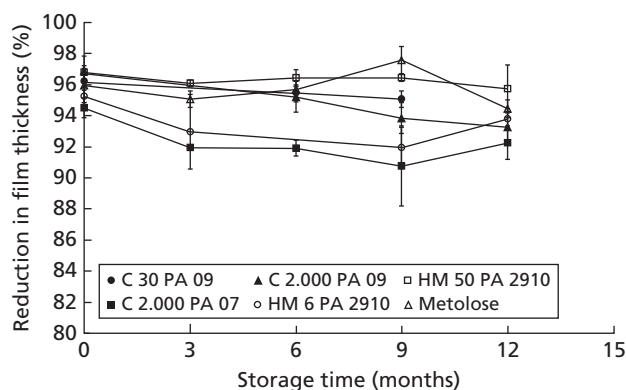 Reduction in film thickness (%)
100
98
96
94
92
90
88
86
84
82
80
C 30 PA 09 C 2.000 PA 09 HM 50 PA 2910
C 2.000 PA 07 HM 6 PA 2910 Metolose
0 3 6 9 12 15
Storage time (months)